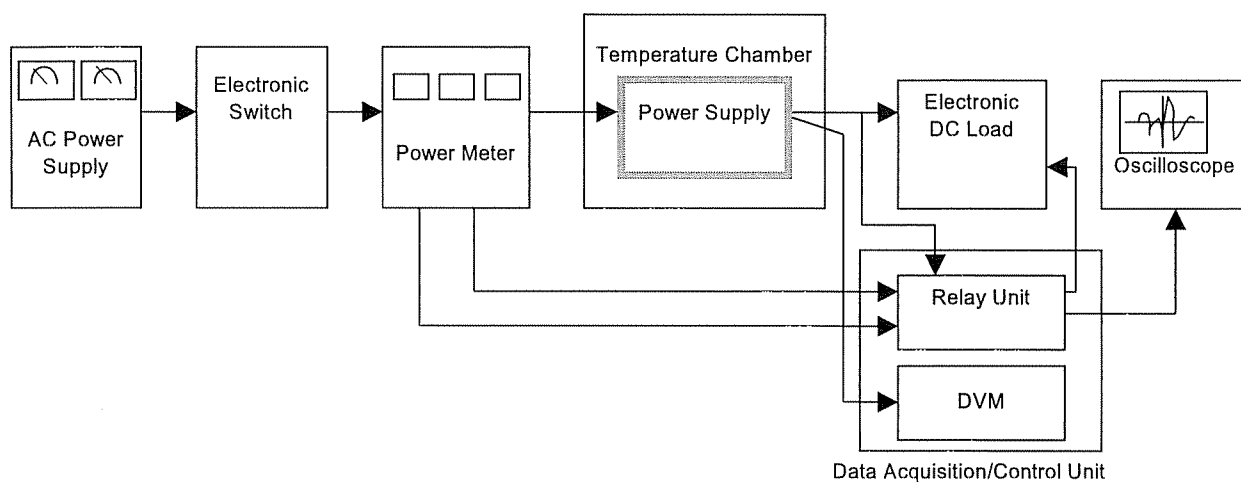 AC Power
Supply
Electronic
Switch
Power Meter
Temperature Chamber
Power Supply
Electronic
DC Load
Oscilloscope
Relay Unit
DVM
Data Acquisition/Control Unit